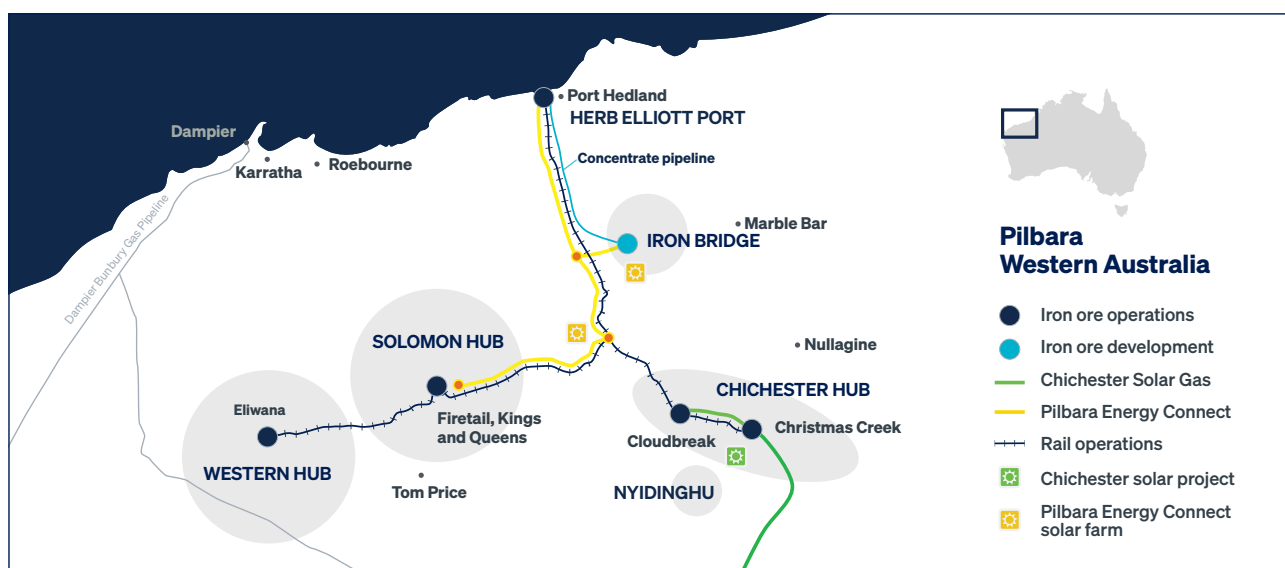 Port Hedland
HERB ELLIOTT PORT
Dampier
Karratha
Roebourne
Concentrate pipeline
Dampier Bunbury Gas Pipeline
Marble Bar
IRON BRIDGE
SOLOMON HUB
Nullagine
CHICHESTER HUB
Eliwana
Firetail, Kings
and Queens
Cloudbreak
Christmas Creek
WESTERN HUB
Tom Price
NYIDINGHU
Pilbara
Western Australia
Iron ore operations
Iron ore development
Chichester Solar Gas
Pilbara Energy Connect
Rail operations
Chichester solar project
Pilbara Energy Connect
solar farm